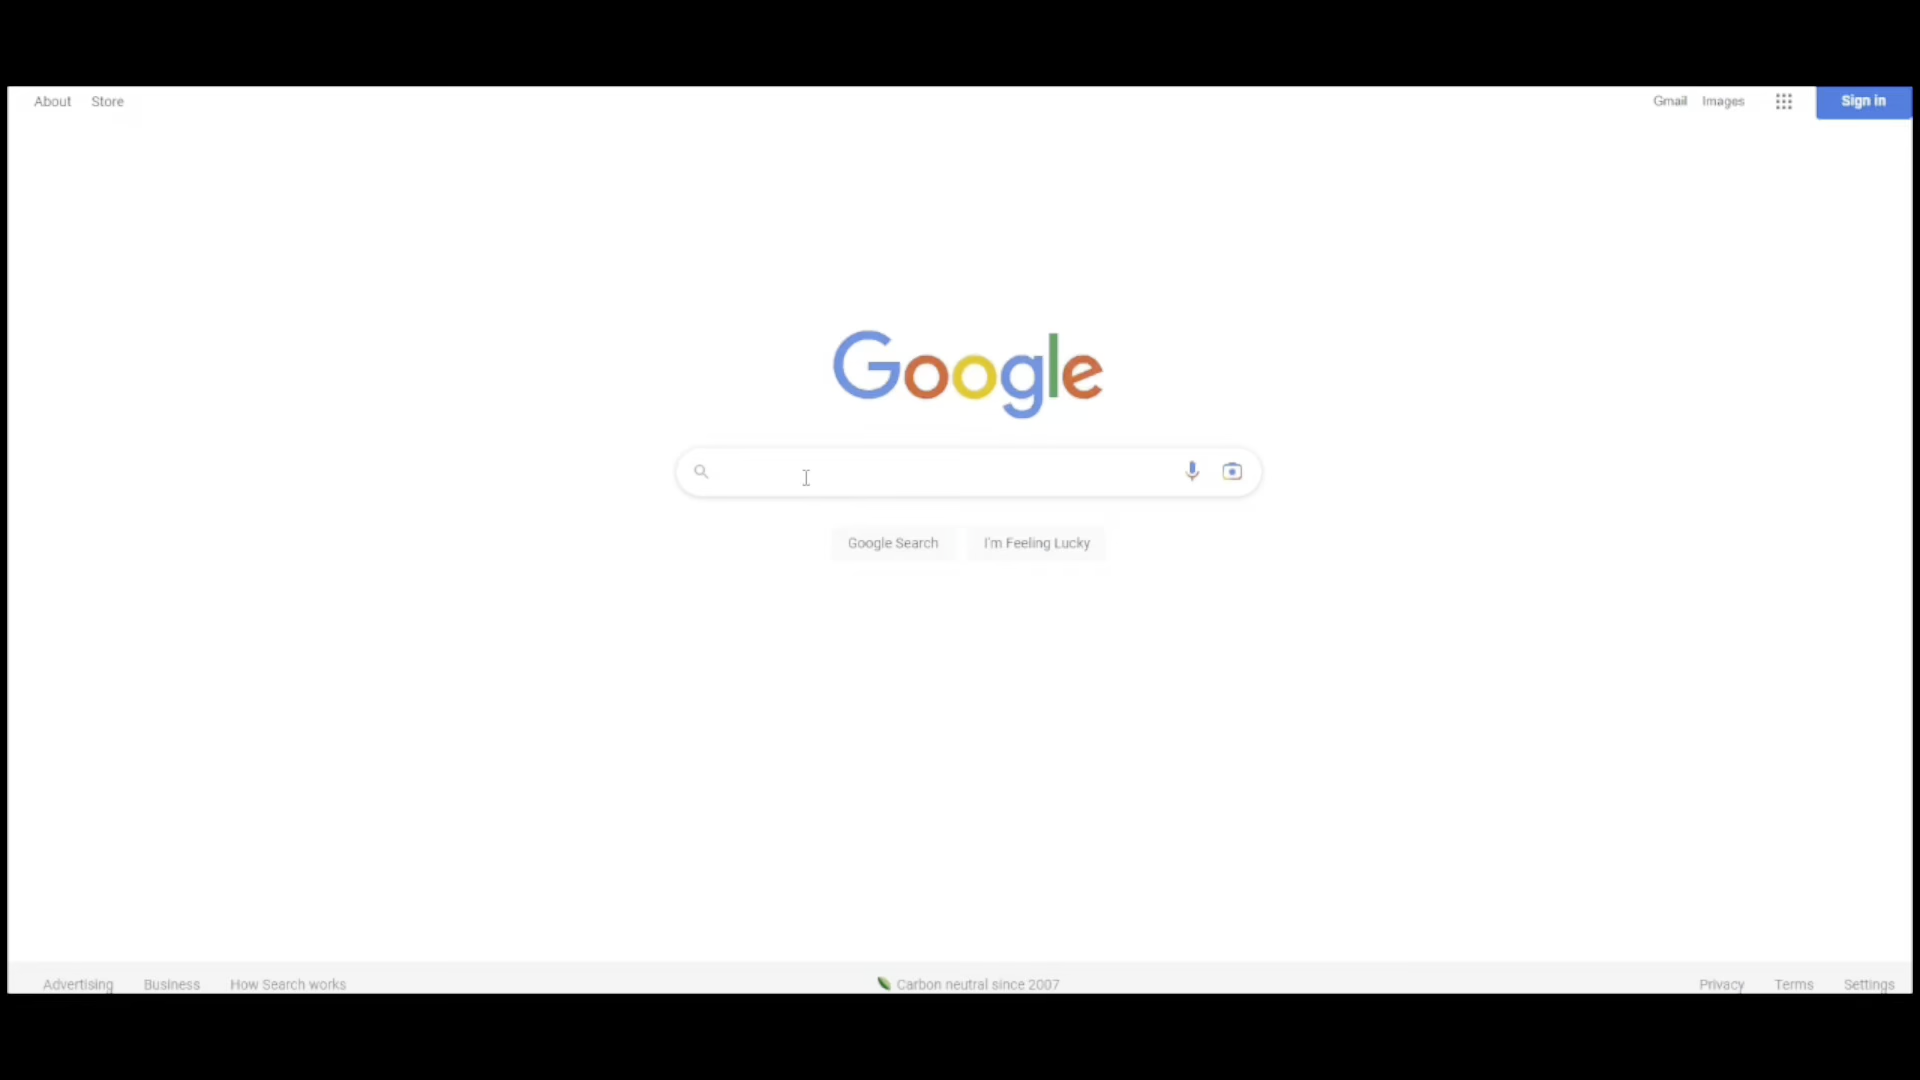 About Store Gmail Images Sign in
Google
Google Search I'm Feeling Lucky
Advertising Business How Search works Carbon neutral since 2007 Privacy Terms Settings